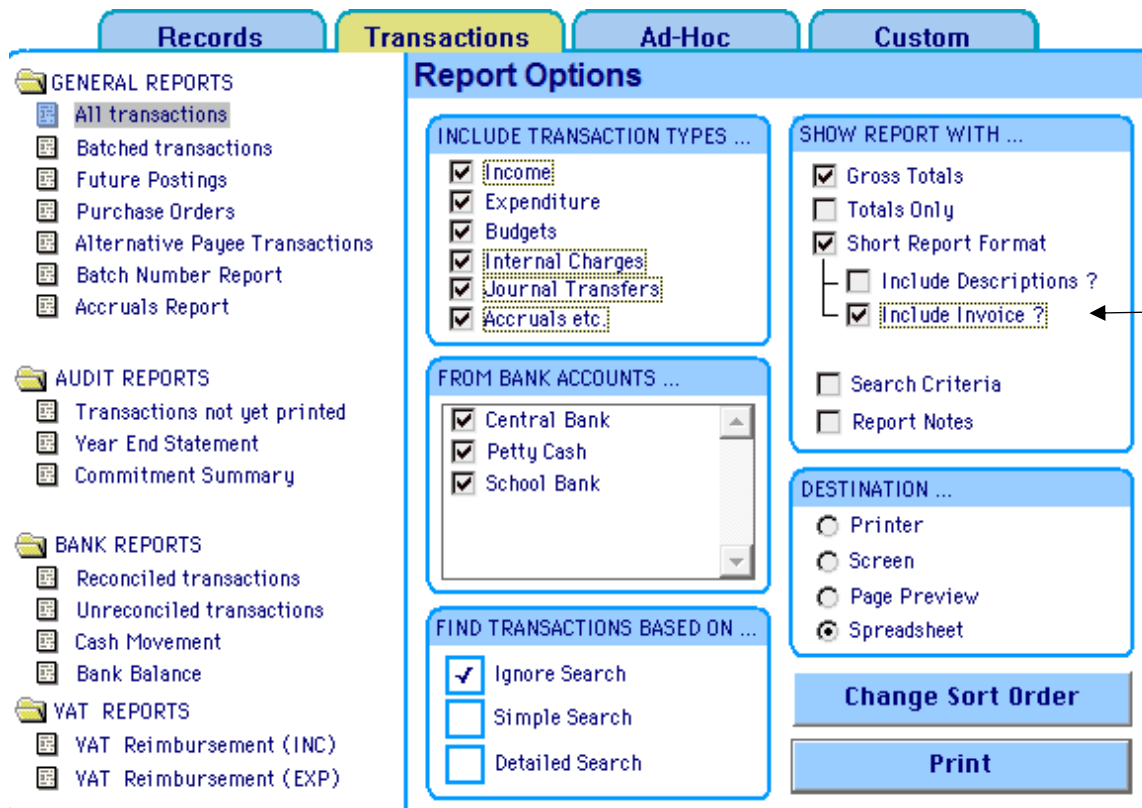 Records
Transactions
Ad-Hoc
Custom
GENERAL REPORTS
All transactions
Batched transactions
Future Postings
Purchase Orders
Alternative Payee Transactions
Batch Number Report
Accruals Report
AUDIT REPORTS
Transactions not yet printed
Year End Statement
Commitment Summary
BANK REPORTS
Reconciled transactions
Unreconciled transactions
Cash Movement
Bank Balance
VAT REPORTS
VAT Reimbursement (INC)
VAT Reimbursement (EXP)
Report Options
INCLUDE TRANSACTION TYPES ...
Income
Expenditure
Budgets
Internal Charges
Journal Transfers
Accruals etc.
FROM BANK ACCOUNTS ...
Central Bank
Petty Cash
School Bank
FIND TRANSACTIONS BASED ON ...
Ignore Search
Simple Search
Detailed Search
SHOW REPORT WITH ...
Gross Totals
Totals Only
Short Report Format
Include Descriptions ?
Include Invoice ?
Search Criteria
Report Notes
DESTINATION ...
Printer
Screen
Page Preview
Spreadsheet
Change Sort Order
Print